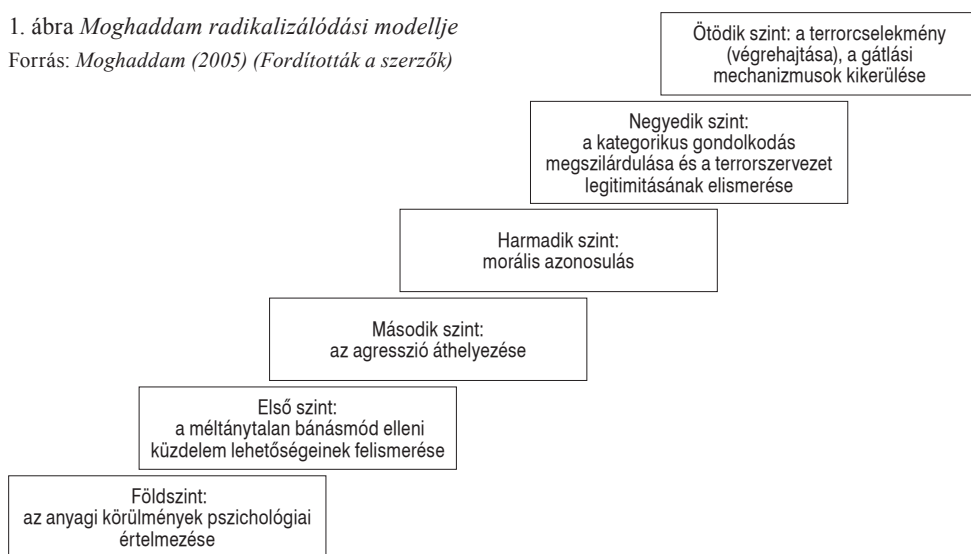 1. ábra Moghaddam radikalizálódási modellje
Forrás: Moghaddam (2005) (Fordították a szerzők)
Ötödik szint: a terrorcselekmény
(végrehajtása), a gátlási
mechanizmusok kikerülése
Negyedik szint:
a kategorikus gondolkodás
megszilárdulása és a terrorszervezet
legitimitásának elismerése
Harmadik szint:
morális azonosulás
Második szint:
az agresszió áthelyezése
Első szint:
a méltánytalan bánásmód elleni
küzdelem lehetőségeinek felismerése
Földszint:
az anyagi körülmények pszichológiai
értelmezése